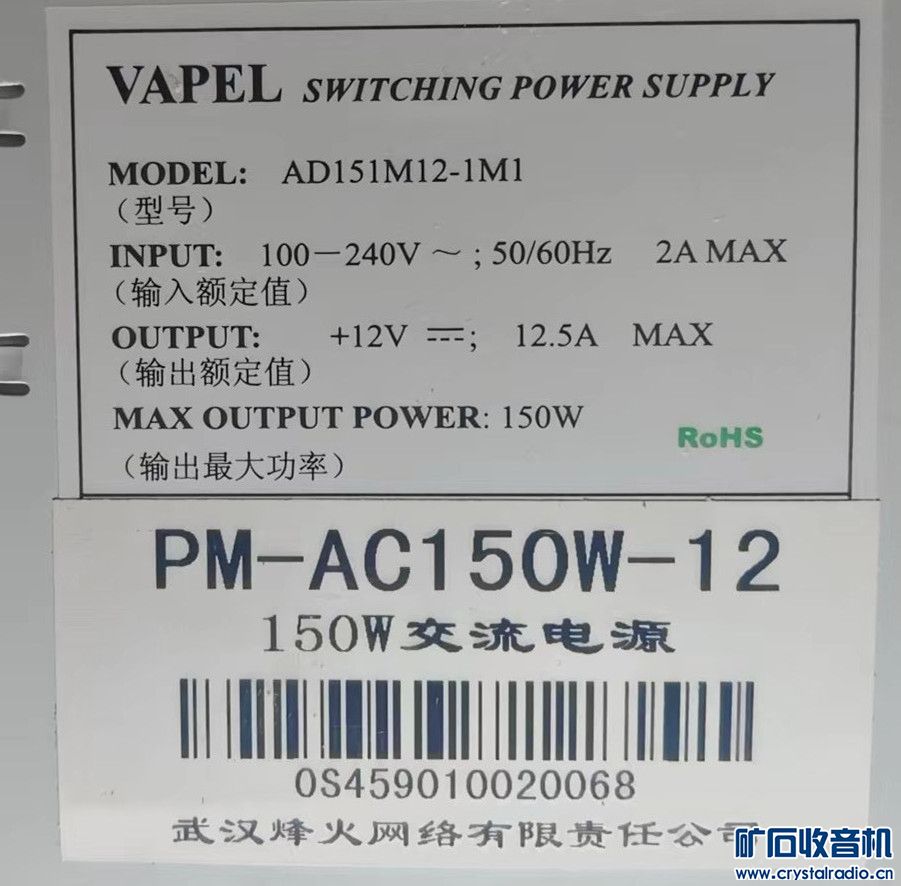 VAPEL SWITCHING POWER SUPPLY
MODEL: AD151M12-1M1
（型号）
INPUT: 100－240V ～ ; 50/60Hz 2A MAX
（输入额定值）
OUTPUT: +12V ⎓; 12.5A MAX
（输出额定值）
MAX OUTPUT POWER: 150W
RoHS
（输出最大功率）
PM-AC150W-12
150W交流电源
0S459010020068
武汉烽火网络有限责任公司
矿石收音机
www.crystalradio.cn